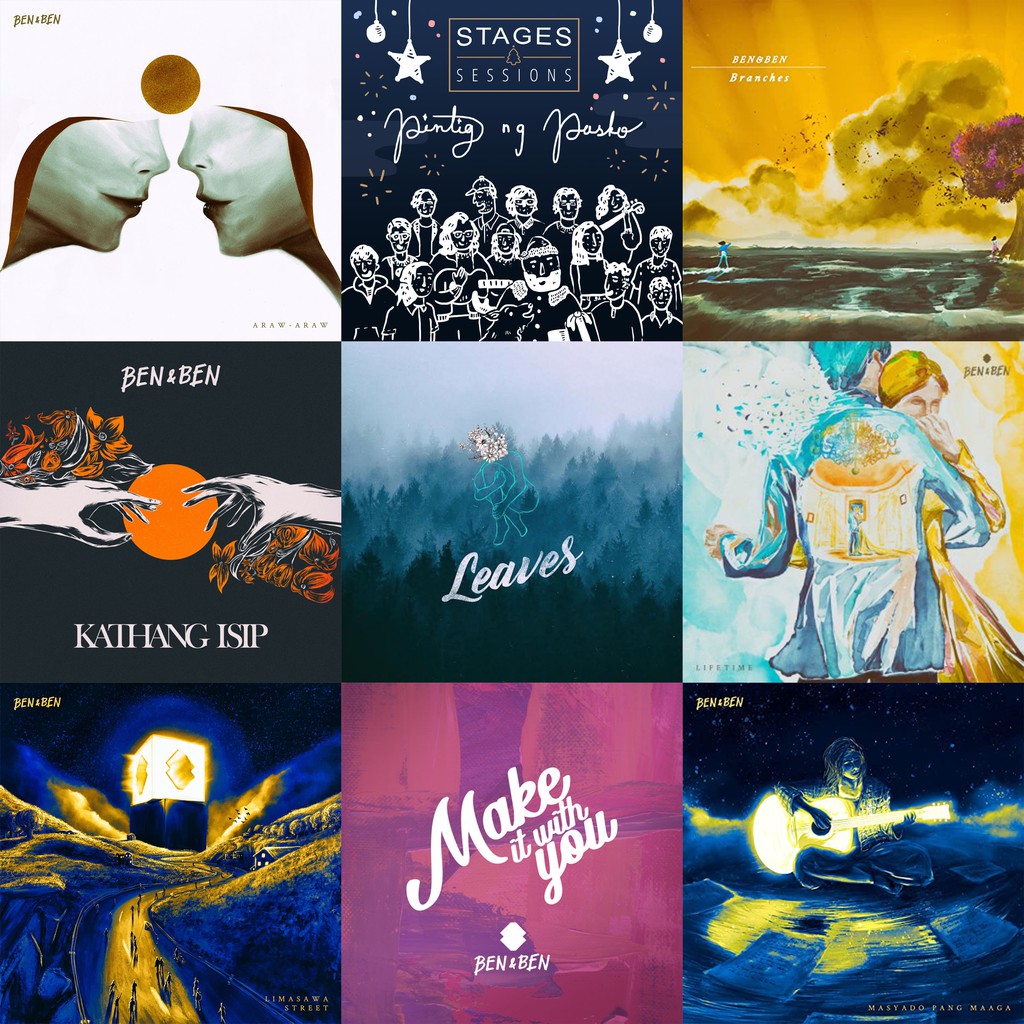 BEN&BEN
ARAW-ARAW
STAGES
SESSIONS
Pintig ng Pasko
BEN&BEN
Branches
BEN&BEN
KATHANG ISIP
Leaves
BEN&BEN
LIFETIME
BEN&BEN
LIMASAWA
STREET
Make
it with
you
BEN&BEN
BEN&BEN
MASYADO PANG MAAGA